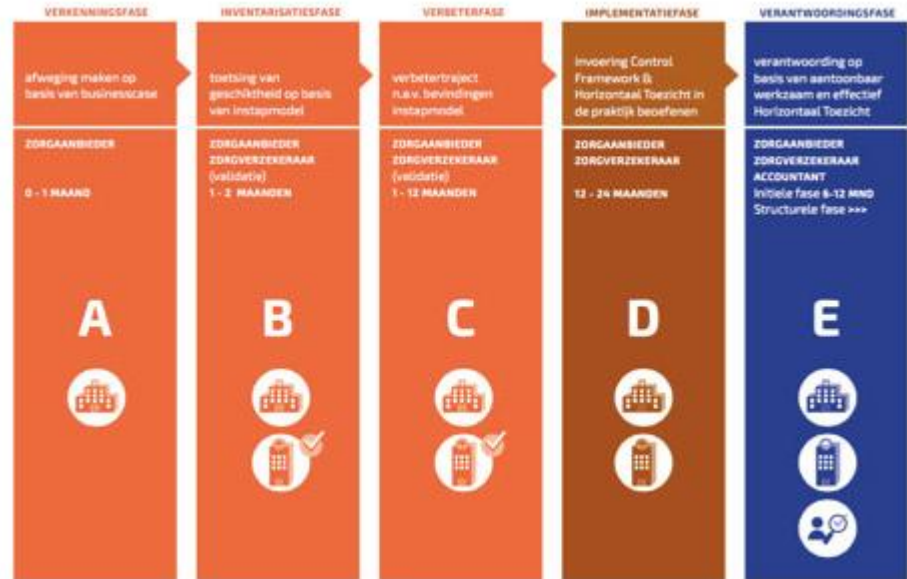 VERKENNINGSFASE
afweging maken op
basis van businesscase
ZORGAANBIEDER
0 - 1 MAAND
A
INVENTARISATIESFASE
toetsing van
geschiktheid op basis
van instapmodel
ZORGAANBIEDER
ZORGVERZEKERAAR
(validatie)
1 - 2 MAANDEN
B
VERBETERFASE
verbetertraject
n.a.v. bevindingen
instapmodel
ZORGAANBIEDER
ZORGVERZEKERAAR
(validatie)
1 - 12 MAANDEN
C
IMPLEMENTATIEFASE
invoering Control
Framework &
Horizontaal Toezicht in
de praktijk beoefenen
ZORGAANBIEDER
ZORGVERZEKERAAR
12 - 24 MAANDEN
D
VERANTWOORDINGSFASE
verantwoording op
basis van aantoonbaar
werkzaam en effectief
Horizontaal Toezicht
ZORGAANBIEDER
ZORGVERZEKERAAR
ACCOUNTANT
Initiele fase 6-12 MND
Structurele fase >>>
E